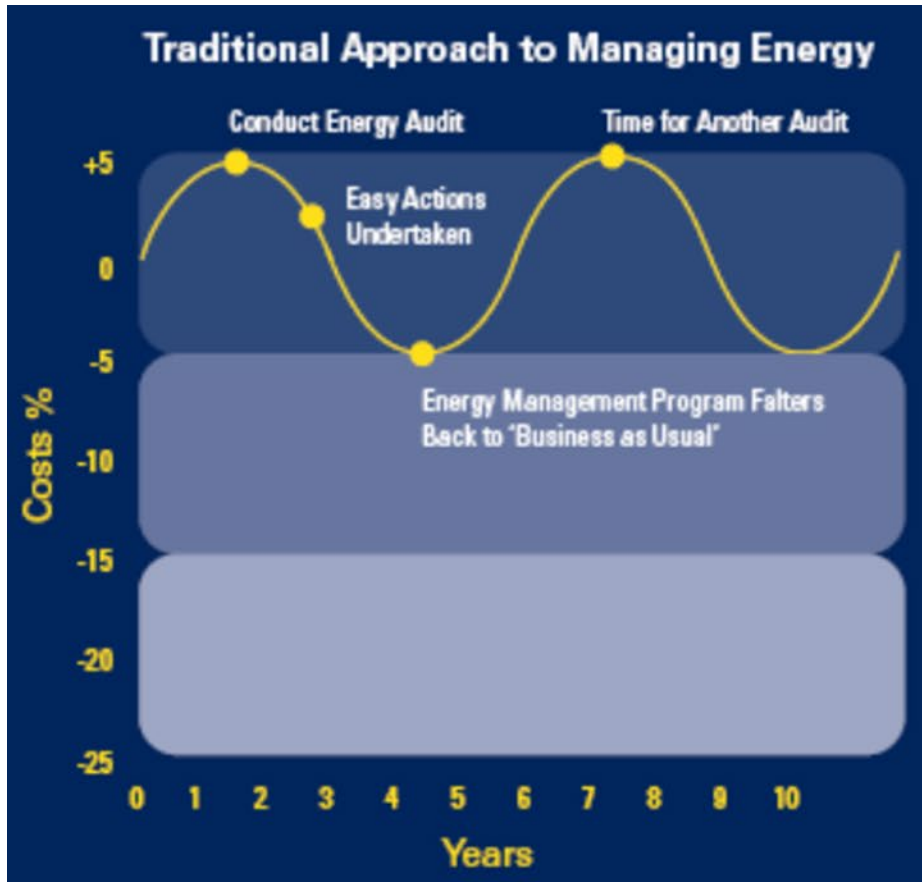 Traditional Approach to Managing Energy
Conduct Energy Audit
Time for Another Audit
Easy Actions
Undertaken
Energy Management Program Falters
Back to "Business as Usual"
Costs %
+5
0
-5
-10
-15
-20
-25
0 1 2 3 4 5 6 7 8 9 10
Years